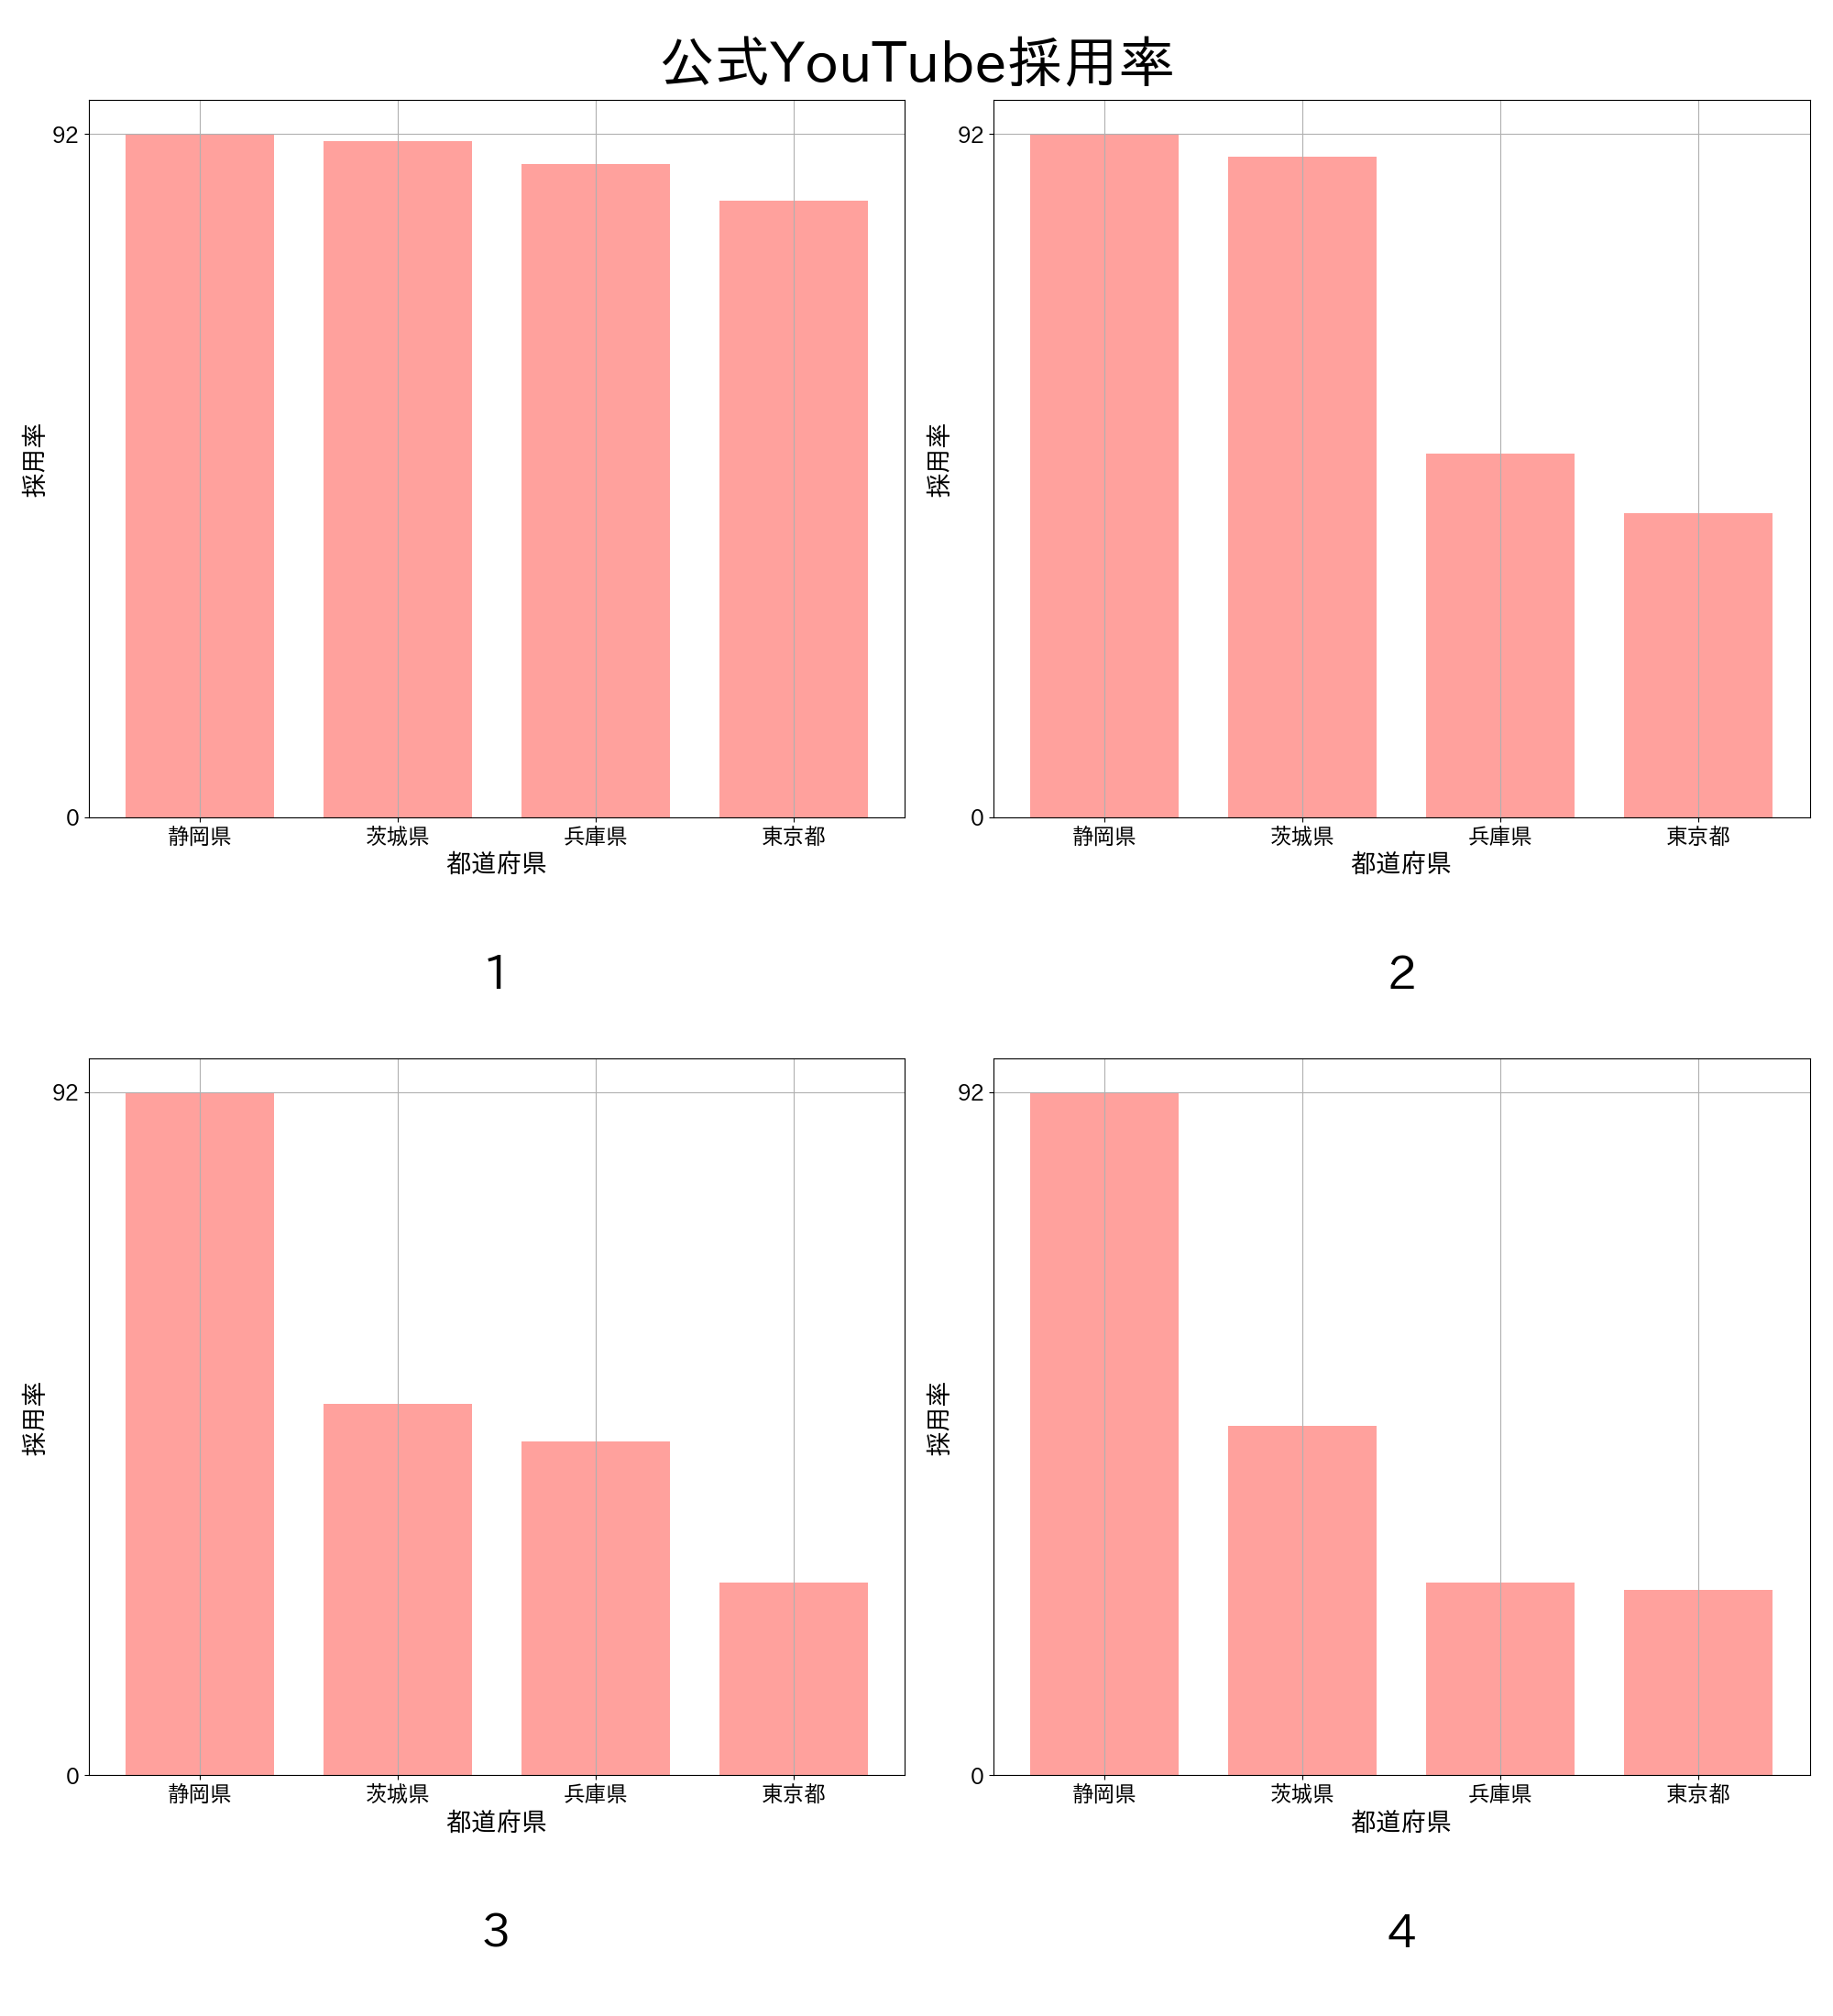 公式YouTube採用率
92
0
採用率
静岡県 茨城県 兵庫県 東京都
都道府県
1
92
0
採用率
静岡県 茨城県 兵庫県 東京都
都道府県
2
92
0
採用率
静岡県 茨城県 兵庫県 東京都
都道府県
3
92
0
採用率
静岡県 茨城県 兵庫県 東京都
都道府県
4